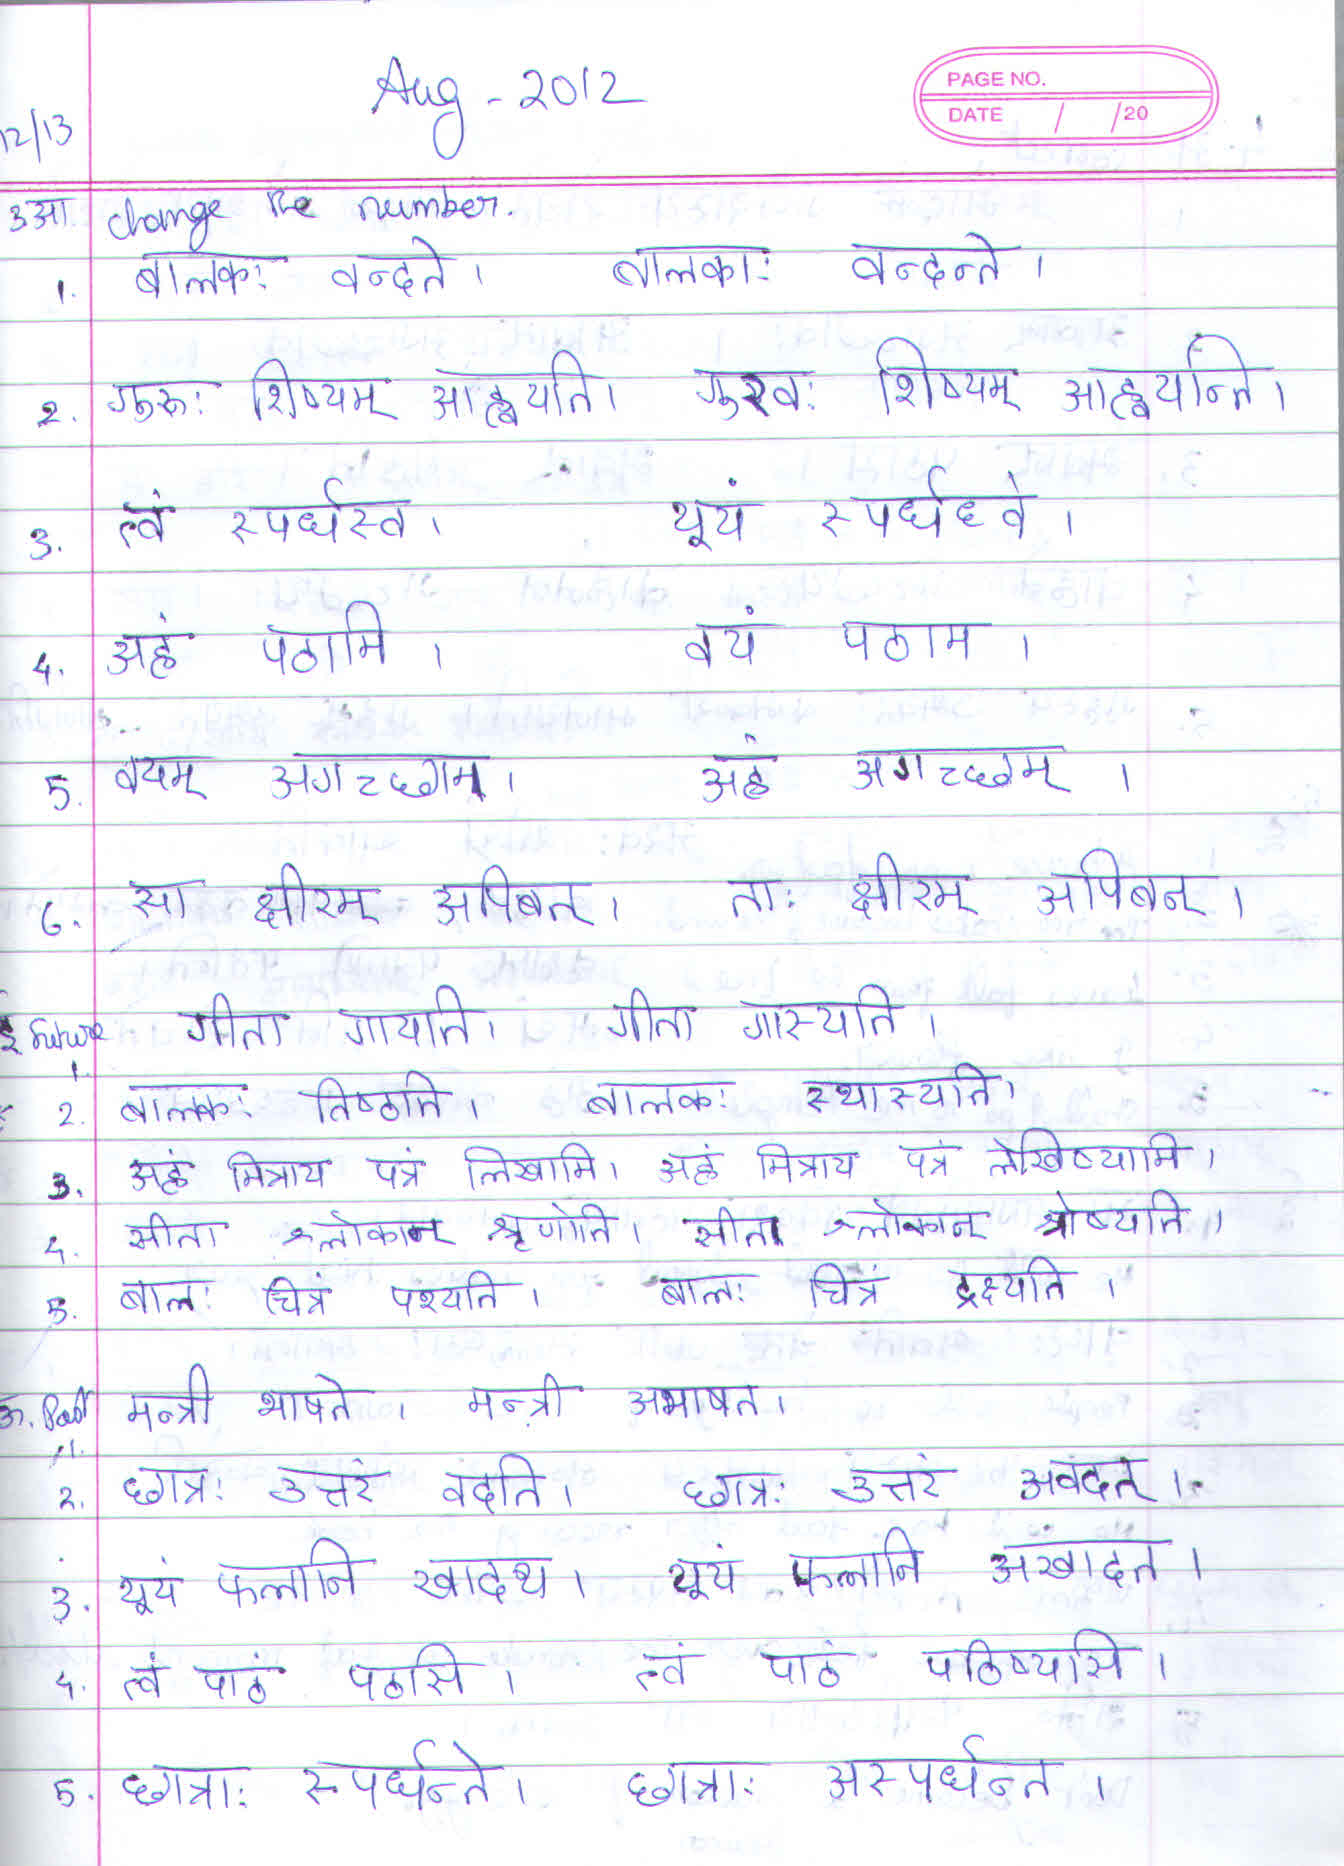 Aug - 2012
PAGE NO.
DATE / /20
12/13
3आ change the number.
1. बालकः वन्दते। बालकाः वन्दन्ते।
2. गुरुः शिष्यम् आह्वयति। गुरवः शिष्यम् आह्वयन्ति।
3. त्वं स्पर्धस्व। यूयं स्पर्धध्वे।
4. अहं पठामि। वयं पठाम।
5. वयम् अगच्छाम। अहं अगच्छम्।
6. सा क्षीरम् अपिबत्। ताः क्षीरम् अपिबन्।
ई future गीता गायति। गीता गास्यति।
1.
2. बालकः तिष्ठति। बालकः स्थास्यति।
3. अहं मित्राय पत्रं लिखामि। अहं मित्राय पत्रं लेखिष्यामि।
4. सीता श्लोकान् श्रृणोति। सीता श्लोकान् श्रोष्यति।
5. बालः चित्रं पश्यति। बालः चित्रं द्रक्ष्यति।
ऊ. Past मन्त्री भाषते। मन्त्री अभाषत।
1.
2. छात्रः उत्तरं वदति। छात्रः उत्तरं अवदत्।
3. यूयं फलानि खादथ। यूयं फलानि अखादत।
4. त्वं पाठं पठसि। त्वं पाठं पठिष्यसि।
5. छात्राः स्पर्धन्ते। छात्राः अस्पर्धन्त।